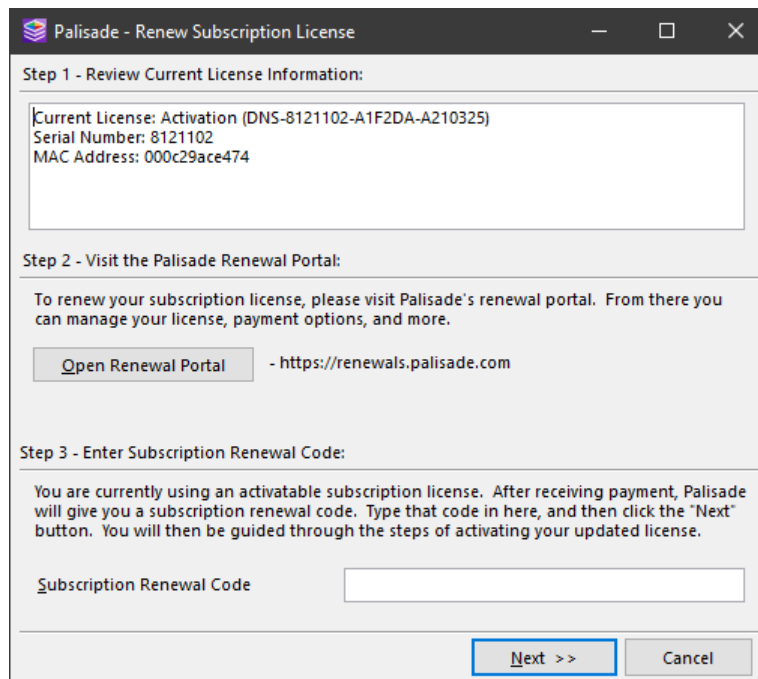 Palisade - Renew Subscription License
Step 1 - Review Current License Information:
Current License: Activation (DNS-8121102-A1F2DA-A210325)
Serial Number: 8121102
MAC Address: 000c29ace474
Step 2 - Visit the Palisade Renewal Portal:
To renew your subscription license, please visit Palisade's renewal portal.  From there you
can manage your license, payment options, and more.
Open Renewal Portal - https://renewals.palisade.com
Step 3 - Enter Subscription Renewal Code:
You are currently using an activatable subscription license.  After receiving payment, Palisade
will give you a subscription renewal code.  Type that code in here, and then click the "Next"
button.  You will then be guided through the steps of activating your updated license.
Subscription Renewal Code
Next >> Cancel